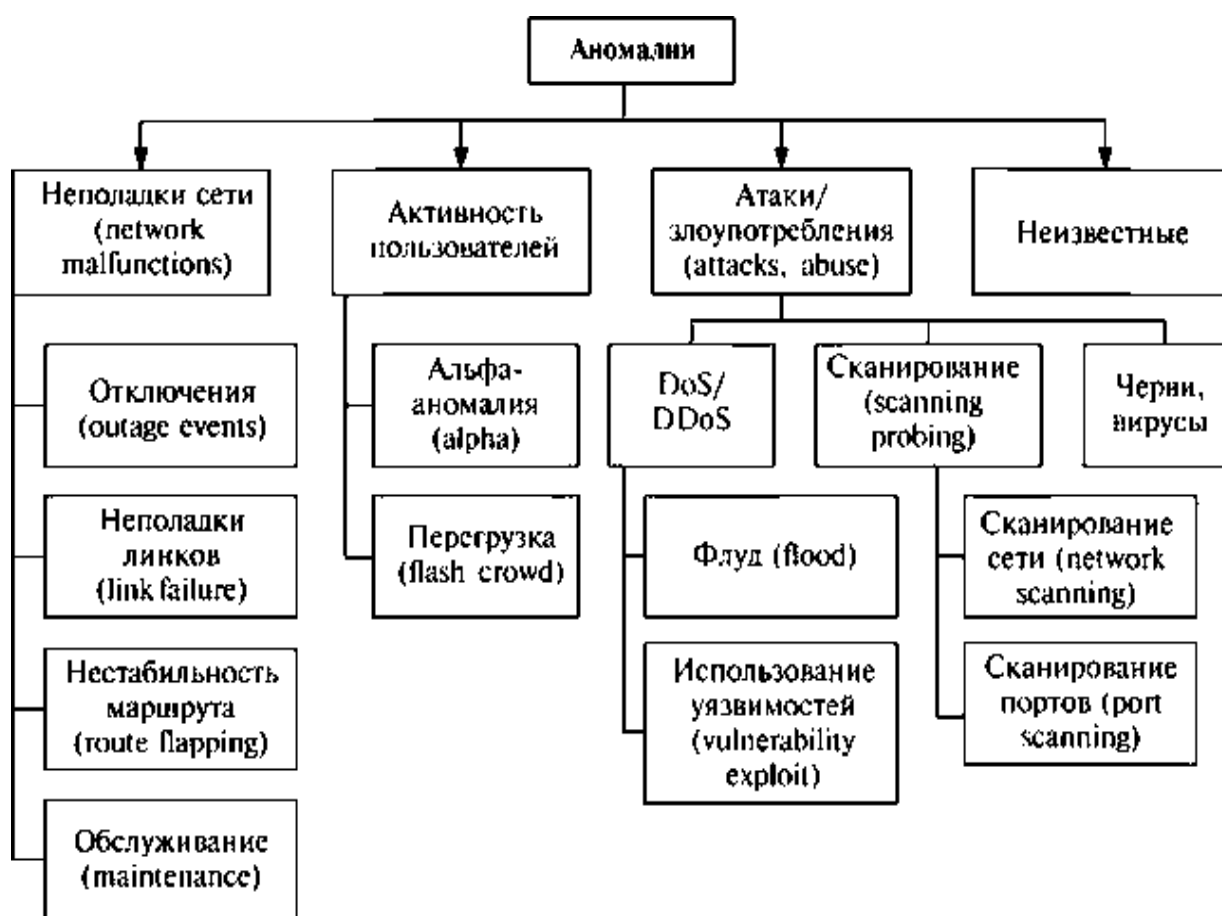 Аномалии
Неполадки сети
(network
malfunctions)
Активность
пользователей
Атаки/
злоупотребления
(attacks, abuse)
Неизвестные
Отключения
(outage events)
Неполадки
линков
(link failure)
Нестабильность
маршрута
(route flapping)
Обслуживание
(maintenance)
Альфа-
аномалия
(alpha)
Перегрузка
(flash crowd)
DoS/
DDoS
Флуд (flood)
Использование
уязвимостей
(vulnerability
exploit)
Сканирование
(scanning
probing)
Сканирование
сети (network
scanning)
Сканирование
портов (port
scanning)
Черви,
вирусы